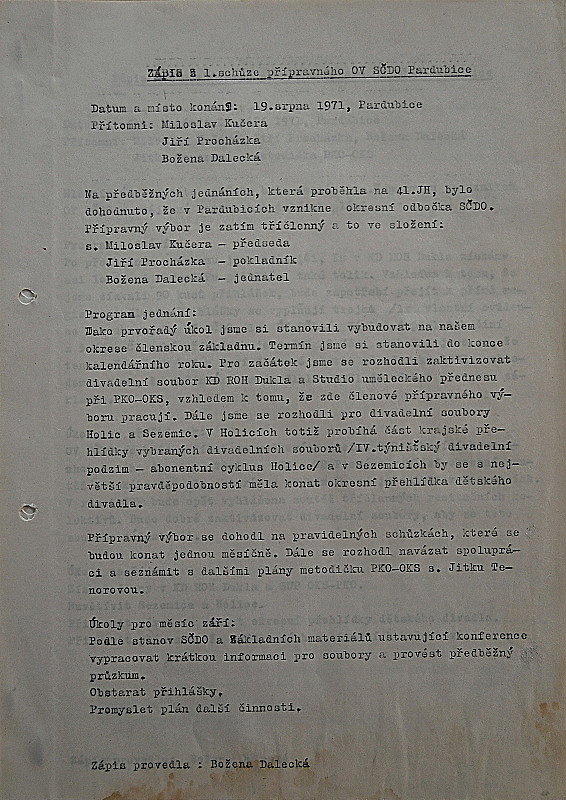 ZÁPIS Z 1.schůze přípravného OV SČDO Pardubice
Datum a místo konání: 19.srpna 1971, Pardubice
Přítomni: Miloslav Kučera
Jiří Procházka
Božena Dalecká
Na předběžných jednáních, která proběhla na 41.JH, bylo
dohodnuto, že v Pardubicích vznikne okresní odbočka SČDO.
Přípravný výbor je zatím tříčlenný a to ve složení:
s. Miloslav Kučera – předseda
Jiří Procházka – pokladník
Božena Dalecká – jednatel
Program jednání:
Jako prvořadý úkol jsme si stanovili vybudovat na našem
okrese členskou základnu. Termín jsme si stanovili do konce
kalendářního roku. Pro začátek jsme se rozhodli zaktivizovat
divadelní soubor KD ROH Dukla a Studio uměleckého přednesu
při PKO-OKS, vzhledem k tomu, že zde členové přípravného vý-
boru pracují. Dále jsme se rozhodli pro divadelní soubory
Holic a Sezemic. V Holicích totiž probíhá část krajské pře-
hlídky vybraných divadelních souborů /IV.týnišťský divadelní
podzim – abonentní cyklus Holice/ a v Sezemicích by se s nej-
větší pravděpodobností měla konat okresní přehlídka dětského
divadla.
Přípravný výbor se dohodl na pravidelných schůzkách, které se
budou konat jednou měsíčně. Dále se rozhodl navázat spoluprá-
ci a seznámit s dalšími plány metodičku PKO-OKS s. Jitku Te-
norovou.
Úkoly pro měsíc září:
Podle stanov SČDO a Základních materiálů ustavující konference
vypracovat krátkou informaci pro soubory a provést předběžný
průzkum.
Obstarat přihlášky.
Promyslet plán další činnosti.
Zápis provedla : Božena Dalecká